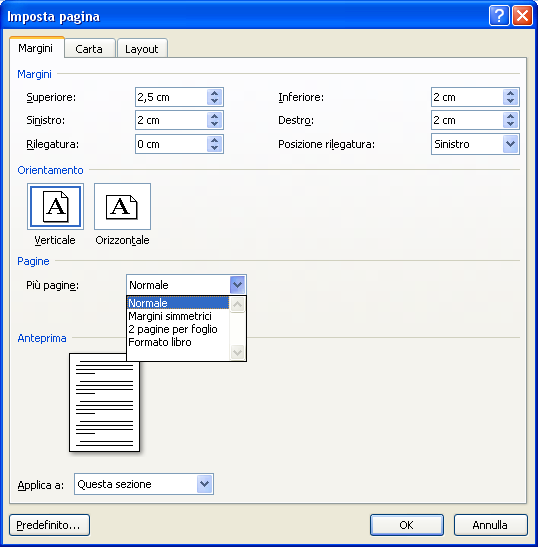 Imposta pagina
Margini Carta Layout
Margini
Superiore: 2,5 cm Inferiore: 2 cm
Sinistro: 2 cm Destro: 2 cm
Rilegatura: 0 cm Posizione rilegatura: Sinistro
Orientamento
A A
Verticale Orizzontale
Pagine
Più pagine: Normale
Normale
Margini simmetrici
2 pagine per foglio
Formato libro
Anteprima
Applica a: Questa sezione
Predefinito... OK Annulla